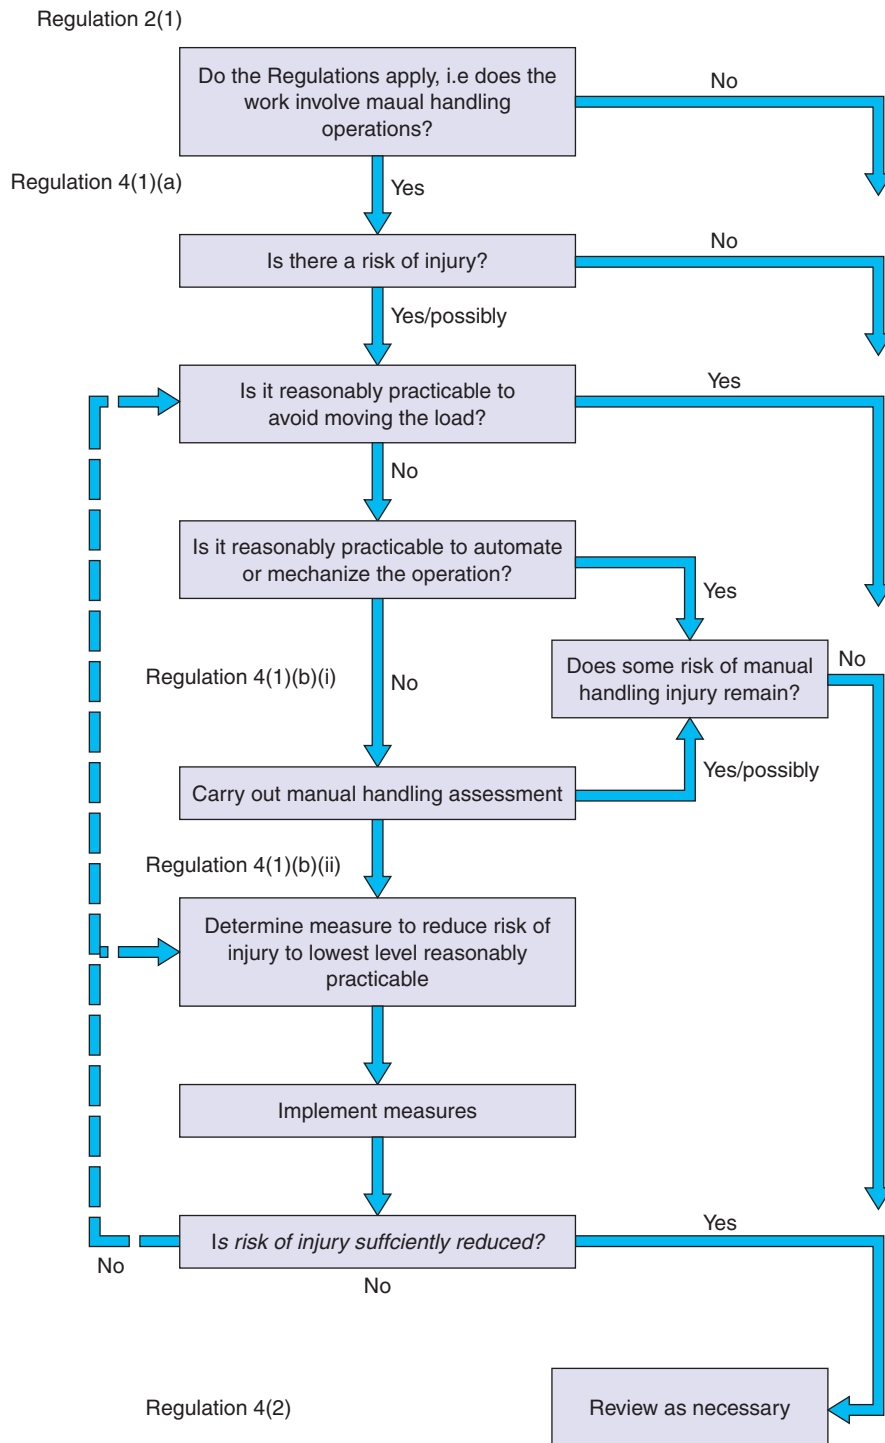 Regulation 2(1)
Do the Regulations apply, i.e does the
work involve maual handling
operations?
No
Regulation 4(1)(a)
Yes
Is there a risk of injury?
No
Yes/possibly
Is it reasonably practicable to
avoid moving the load?
Yes
No
Is it reasonably practicable to automate
or mechanize the operation?
Yes
Regulation 4(1)(b)(i)
No
Does some risk of manual
handling injury remain?
No
Carry out manual handling assessment
Yes/possibly
Regulation 4(1)(b)(ii)
Determine measure to reduce risk of
injury to lowest level reasonably
practicable
Implement measures
Is risk of injury suffciently reduced?
Yes
No
No
Regulation 4(2)
Review as necessary